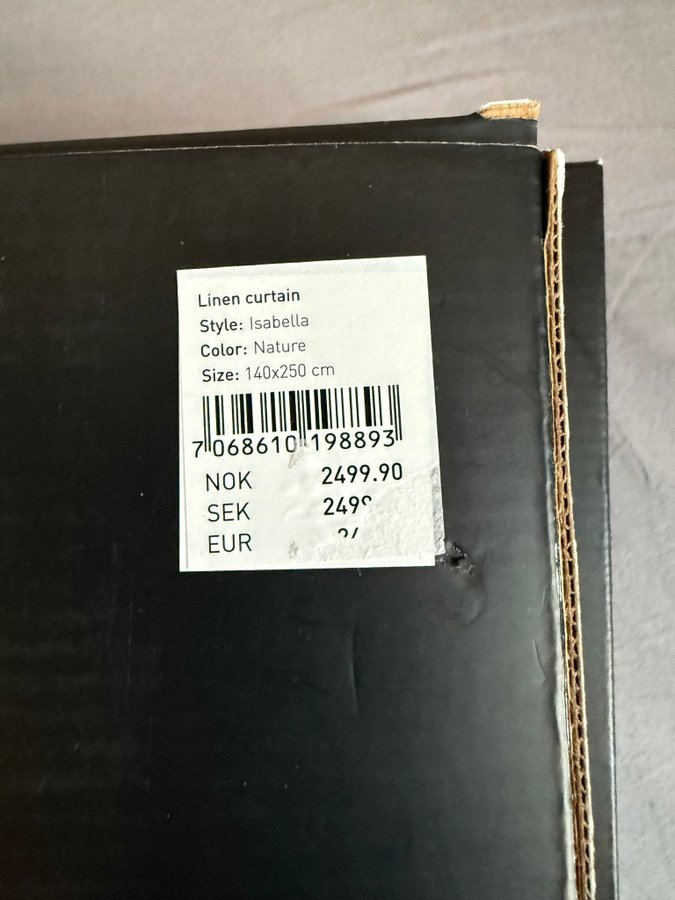 Linen curtain
Style: Isabella
Color: Nature
Size: 140x250 cm
7 068610 198893
NOK 2499.90
SEK
EUR